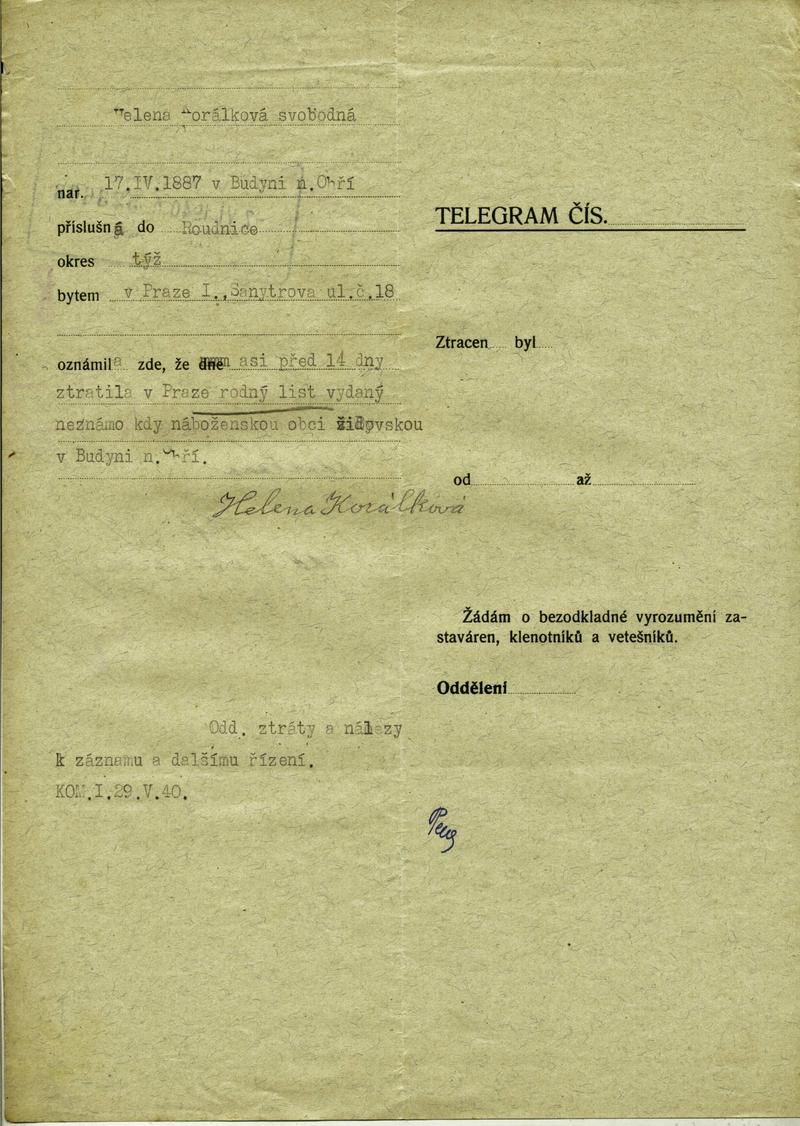 Helena Korálková svobodná
nar. 17.IV.1887 v Budyni n.Ohří
příslušná do Roudnice
okres týž
bytem v Praze I.,Sanytrova ul.č.18
oznámila zde, že asi před 14 dny
ztratila v Praze rodný list vydaný
neznámo kdy náboženskou obcí židovskou
v Budyni n.Ohří.
Helena Korálková
Odd. ztráty a nálezy
k záznamu a dalšímu řízení.
KOM.I.29.V.40.
TELEGRAM ČÍS.
Ztracen byl
od až
Žádám o bezodkladné vyrozumění za-
staváren, klenotníků a vetešníků.
Oddělení